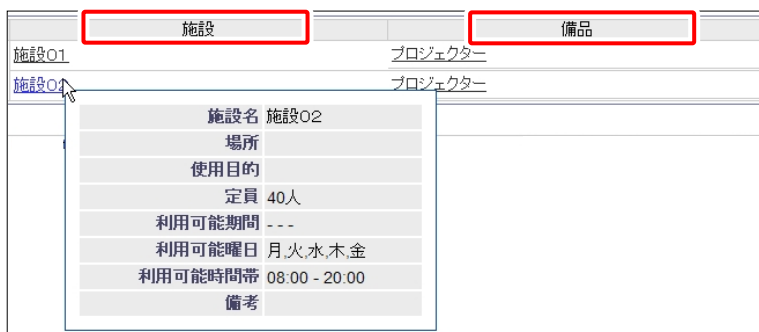 施設 備品
施設01 プロジェクター
施設02 プロジェクター
施設名 施設02
場所
使用目的
定員 40人
利用可能期間 - - -
利用可能曜日 月,火,水,木,金
利用可能時間帯 08:00 - 20:00
備考